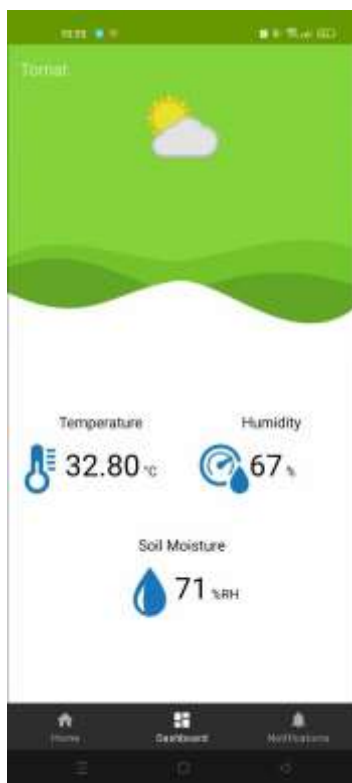 Tomat
Temperature Humidity
32.80 °C 67 %
Soil Moisture
71 %RH
Home Dashboard Notifications